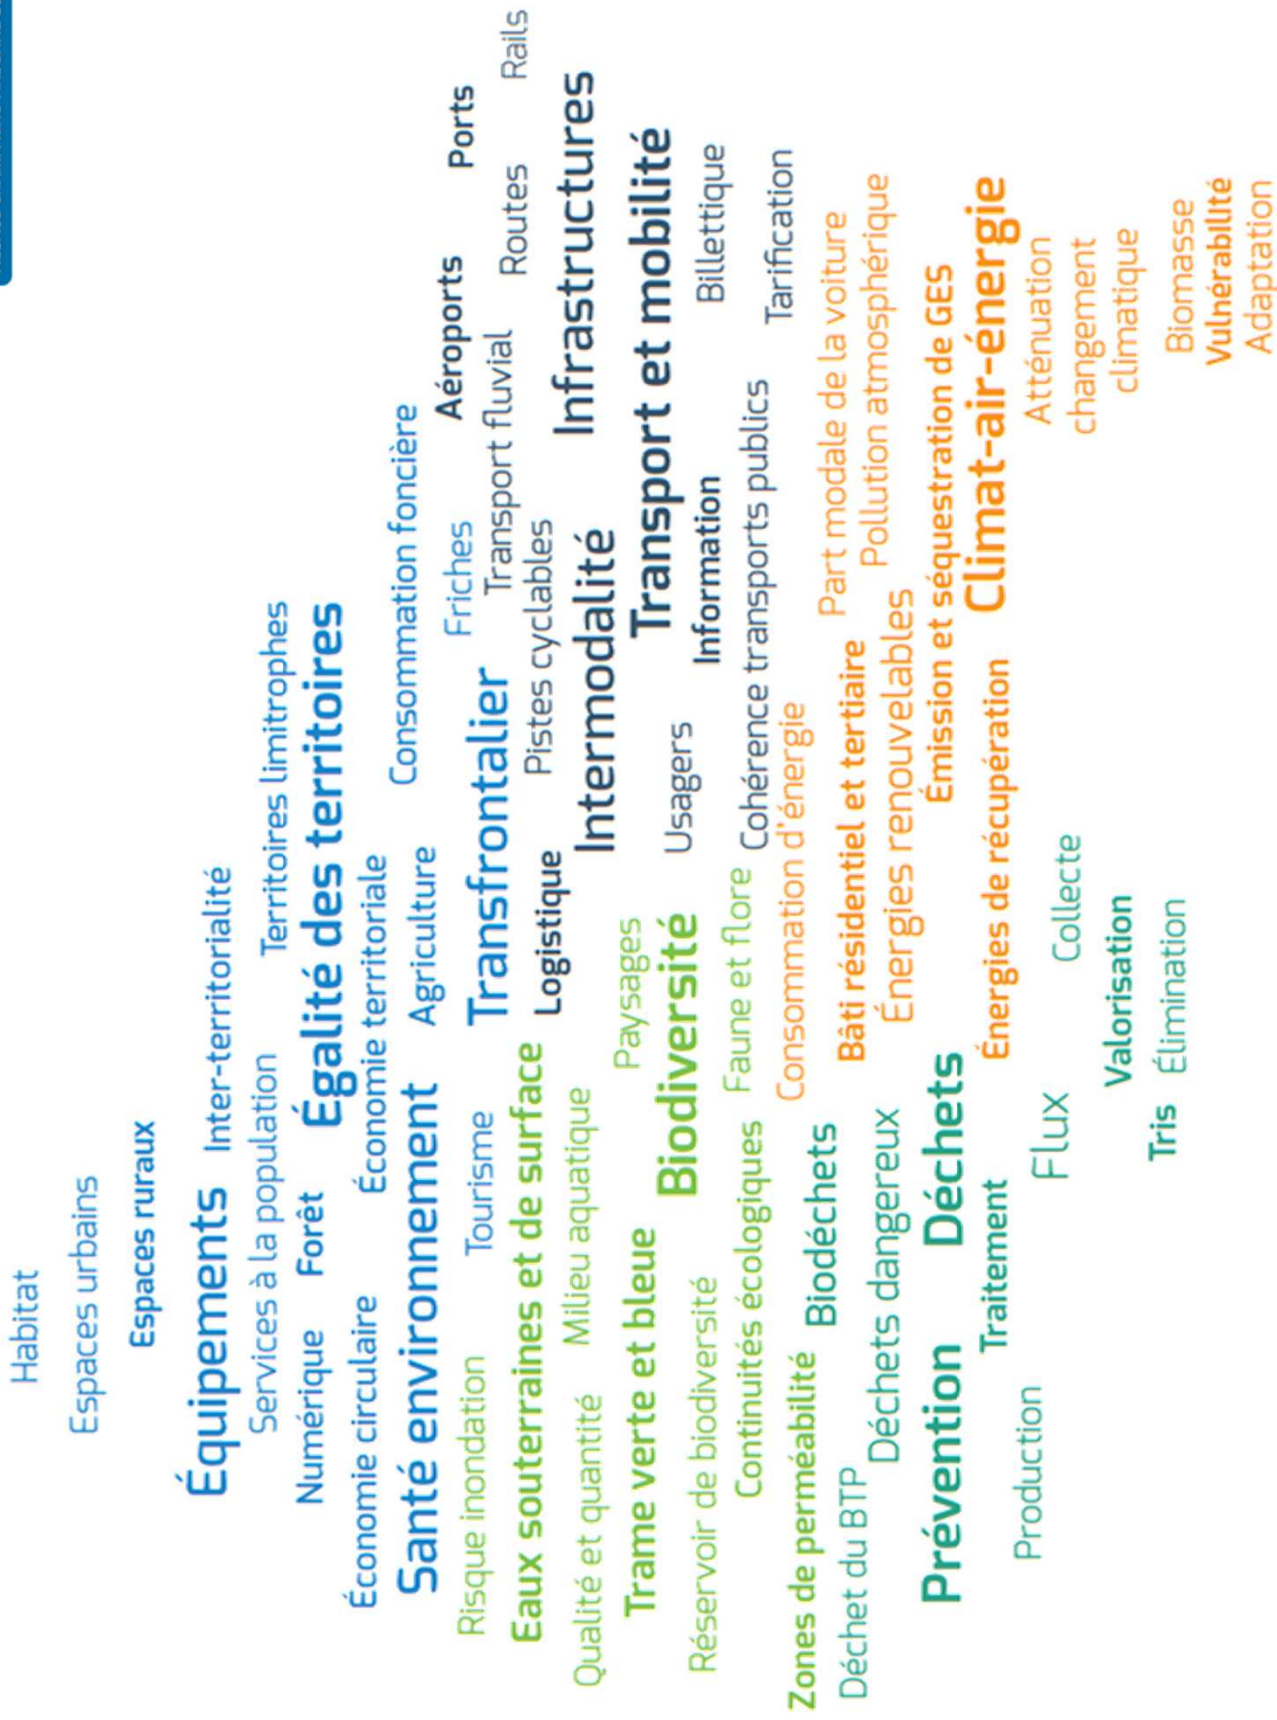 Habitat
Espaces urbains
Espaces ruraux
Équipements
Inter-territorialité
Services à la population
Territoires limitrophes
Numérique
Forêt
Égalité des territoires
Économie circulaire
Économie territoriale
Consommation foncière
Santé environnement
Agriculture
Aéroports
Ports
Risque inondation
Tourisme
Transfrontalier
Friches
Transport fluvial
Routes
Rails
Eaux souterraines et de surface
Logistique
Pistes cyclables
Infrastructures
Qualité et quantité
Milieu aquatique
Intermodalité
Trame verte et bleue
Paysages
Transport et mobilité
Biodiversité
Usagers
Information
Billettique
Réservoir de biodiversité
Continuités écologiques
Faune et flore
Cohérence transports publics
Tarification
Zones de perméabilité
Biodéchets
Consommation d'énergie
Part modale de la voiture
Déchet du BTP
Déchets dangereux
Bâti résidentiel et tertiaire
Pollution atmosphérique
Énergies renouvelables
Prévention
Déchets
Émission et séquestration de GES
Traitement
Énergies de récupération
Climat-air-énergie
Production
Flux
Collecte
Atténuation
changement
climatique
Valorisation
Tris
Élimination
Biomasse
Vulnérabilité
Adaptation